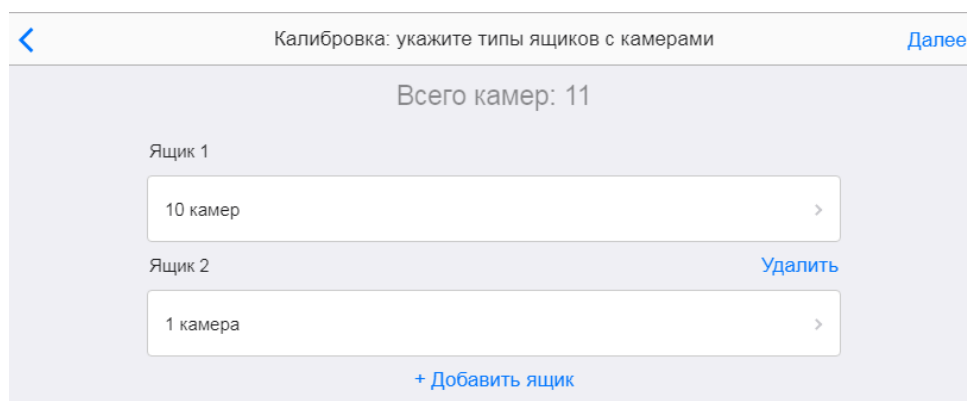 Калибровка: укажите типы ящиков с камерами
Далее
Всего камер: 11
Ящик 1
10 камер
Ящик 2
Удалить
1 камера
+ Добавить ящик